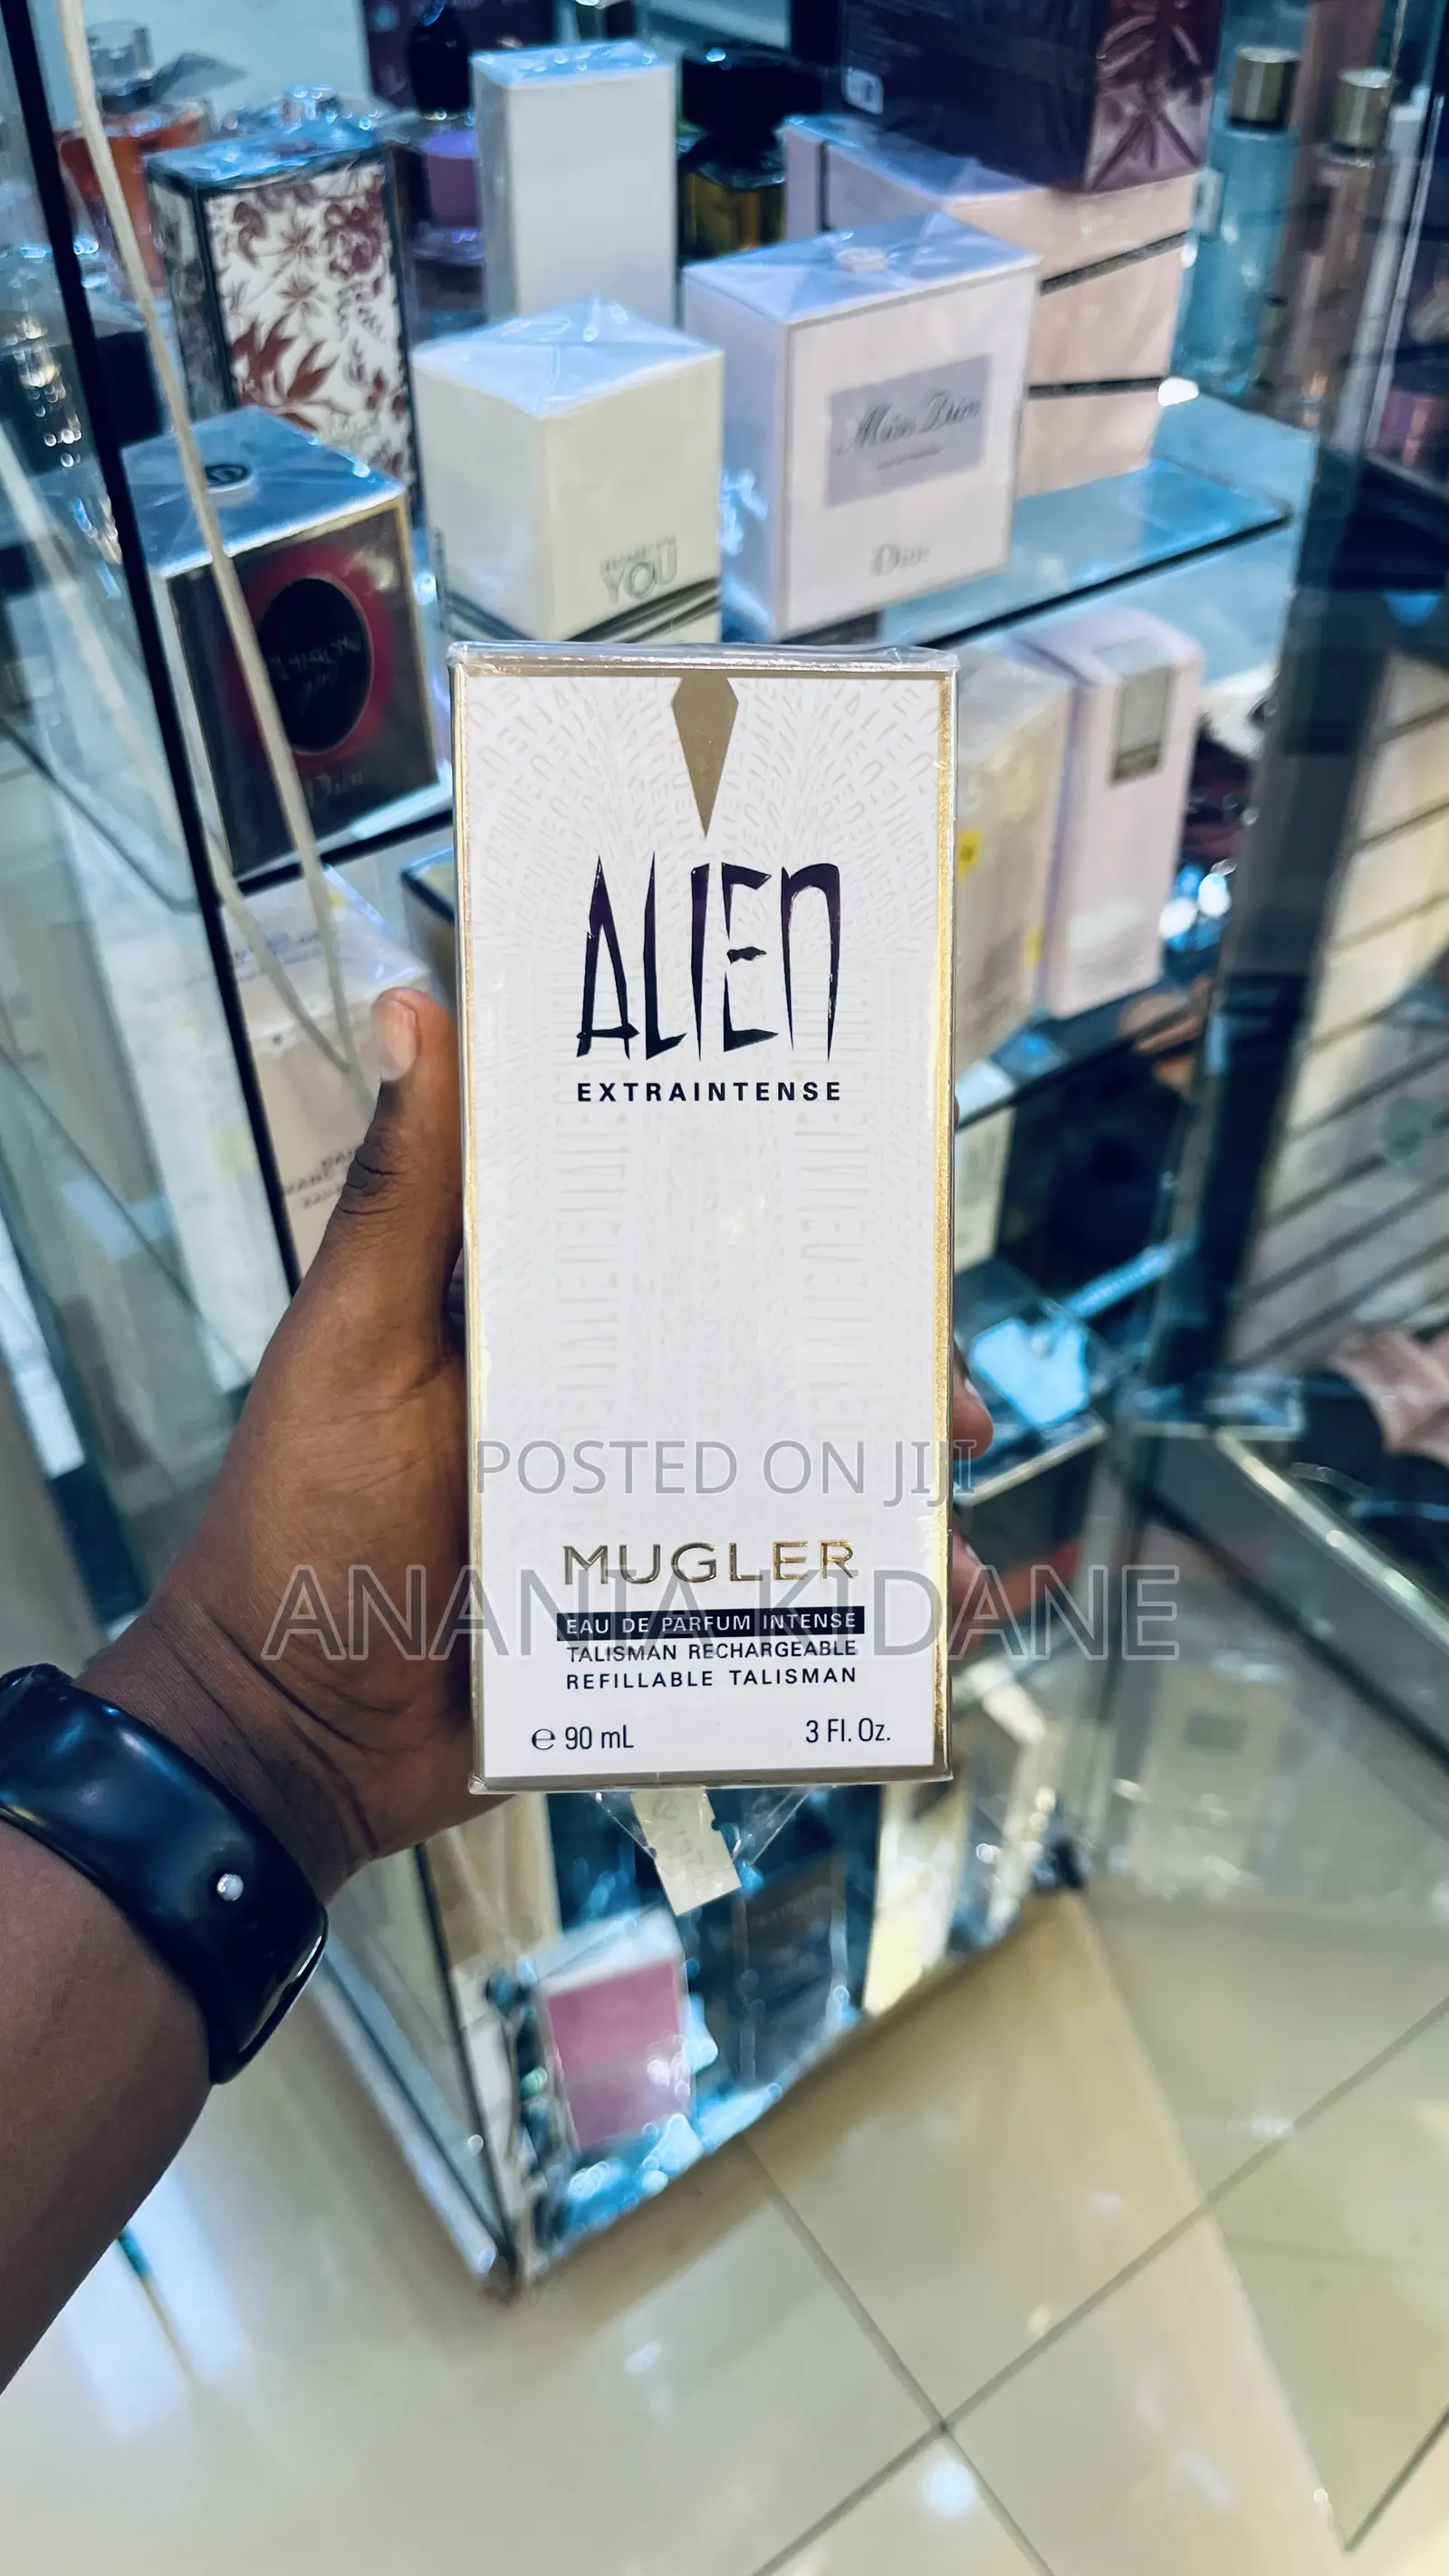 Miss Dior
Dior
YOU
Dior
ALIEN
EXTRAINTENSE
POSTED ON JIJI
MUGLER
ANANIA KIDANE
EAU DE PARFUM INTENSE
TALISMAN RECHARGEABLE
REFILLABLE TALISMAN
e 90 mL
3 Fl. Oz.